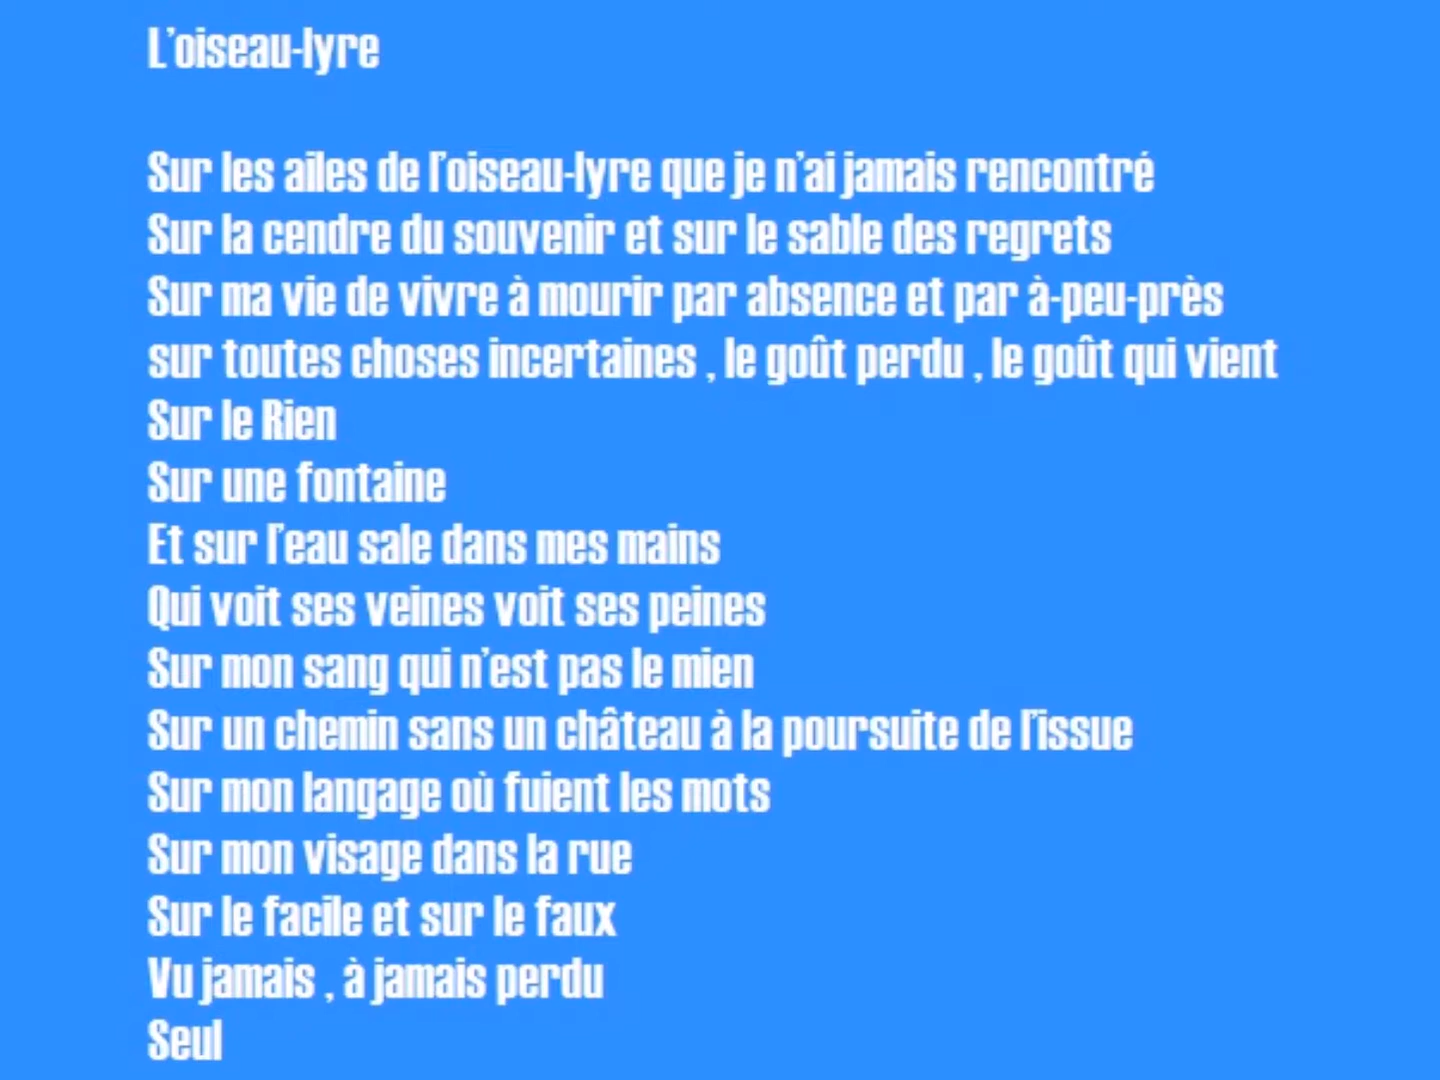 L'oiseau-lyre
Sur les ailes de l'oiseau-lyre que je n'ai jamais rencontré
Sur la cendre du souvenir et sur le sable des regrets
Sur ma vie de vivre à mourir par absence et par à-peu-près
sur toutes choses incertaines , le goût perdu , le goût qui vient
Sur le Rien
Sur une fontaine
Et sur l'eau sale dans mes mains
Qui voit ses veines voit ses peines
Sur mon sang qui n'est pas le mien
Sur un chemin sans un château à la poursuite de l'issue
Sur mon langage où fuient les mots
Sur mon visage dans la rue
Sur le facile et sur le faux
Vu jamais , à jamais perdu
Seul